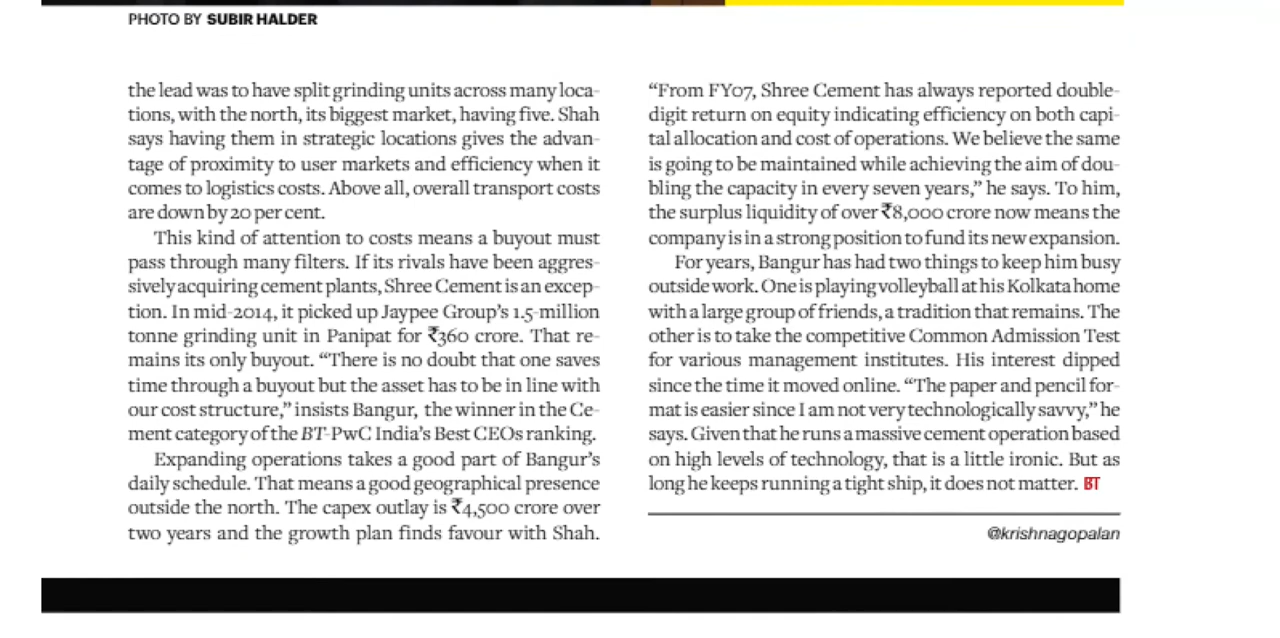 PHOTO BY SUBIR HALDER
the lead was to have split grinding units across many loca-
tions, with the north, its biggest market, having five. Shah
says having them in strategic locations gives the advan-
tage of proximity to user markets and efficiency when it
comes to logistics costs. Above all, overall transport costs
are down by 20 per cent.
This kind of attention to costs means a buyout must
pass through many filters. If its rivals have been aggres-
sively acquiring cement plants, Shree Cement is an excep-
tion. In mid-2014, it picked up Jaypee Group's 1.5-million
tonne grinding unit in Panipat for ₹360 crore. That re-
mains its only buyout. “There is no doubt that one saves
time through a buyout but the asset has to be in line with
our cost structure,” insists Bangur, the winner in the Ce-
ment category of the BT-PwC India's Best CEOs ranking.
Expanding operations takes a good part of Bangur's
daily schedule. That means a good geographical presence
outside the north. The capex outlay is ₹4,500 crore over
two years and the growth plan finds favour with Shah.
“From FY07, Shree Cement has always reported double-
digit return on equity indicating efficiency on both capi-
tal allocation and cost of operations. We believe the same
is going to be maintained while achieving the aim of dou-
bling the capacity in every seven years,” he says. To him,
the surplus liquidity of over ₹8,000 crore now means the
company is in a strong position to fund its new expansion.
For years, Bangur has had two things to keep him busy
outside work. One is playing volleyball at his Kolkata home
with a large group of friends, a tradition that remains. The
other is to take the competitive Common Admission Test
for various management institutes. His interest dipped
since the time it moved online. “The paper and pencil for-
mat is easier since I am not very technologically savvy,” he
says. Given that he runs a massive cement operation based
on high levels of technology, that is a little ironic. But as
long he keeps running a tight ship, it does not matter. BT
@krishnagopalan